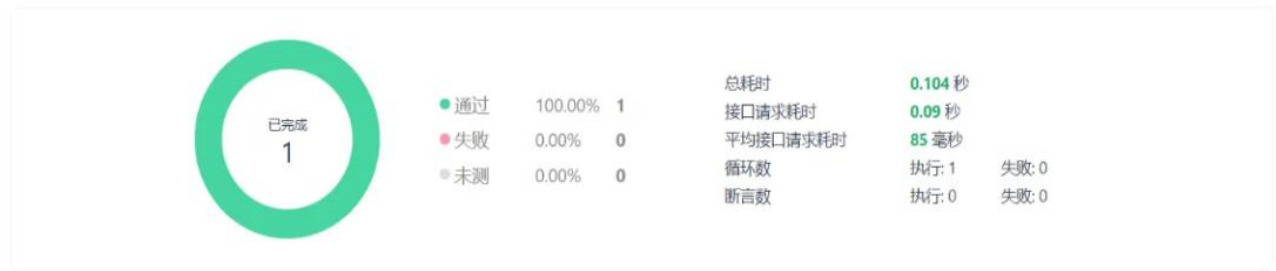 已完成
1
通过 100.00% 1
失败 0.00% 0
未测 0.00% 0
总耗时 0.104 秒
接口请求耗时 0.09 秒
平均接口请求耗时 85 毫秒
循环数 执行: 1 失败: 0
断言数 执行: 0 失败: 0